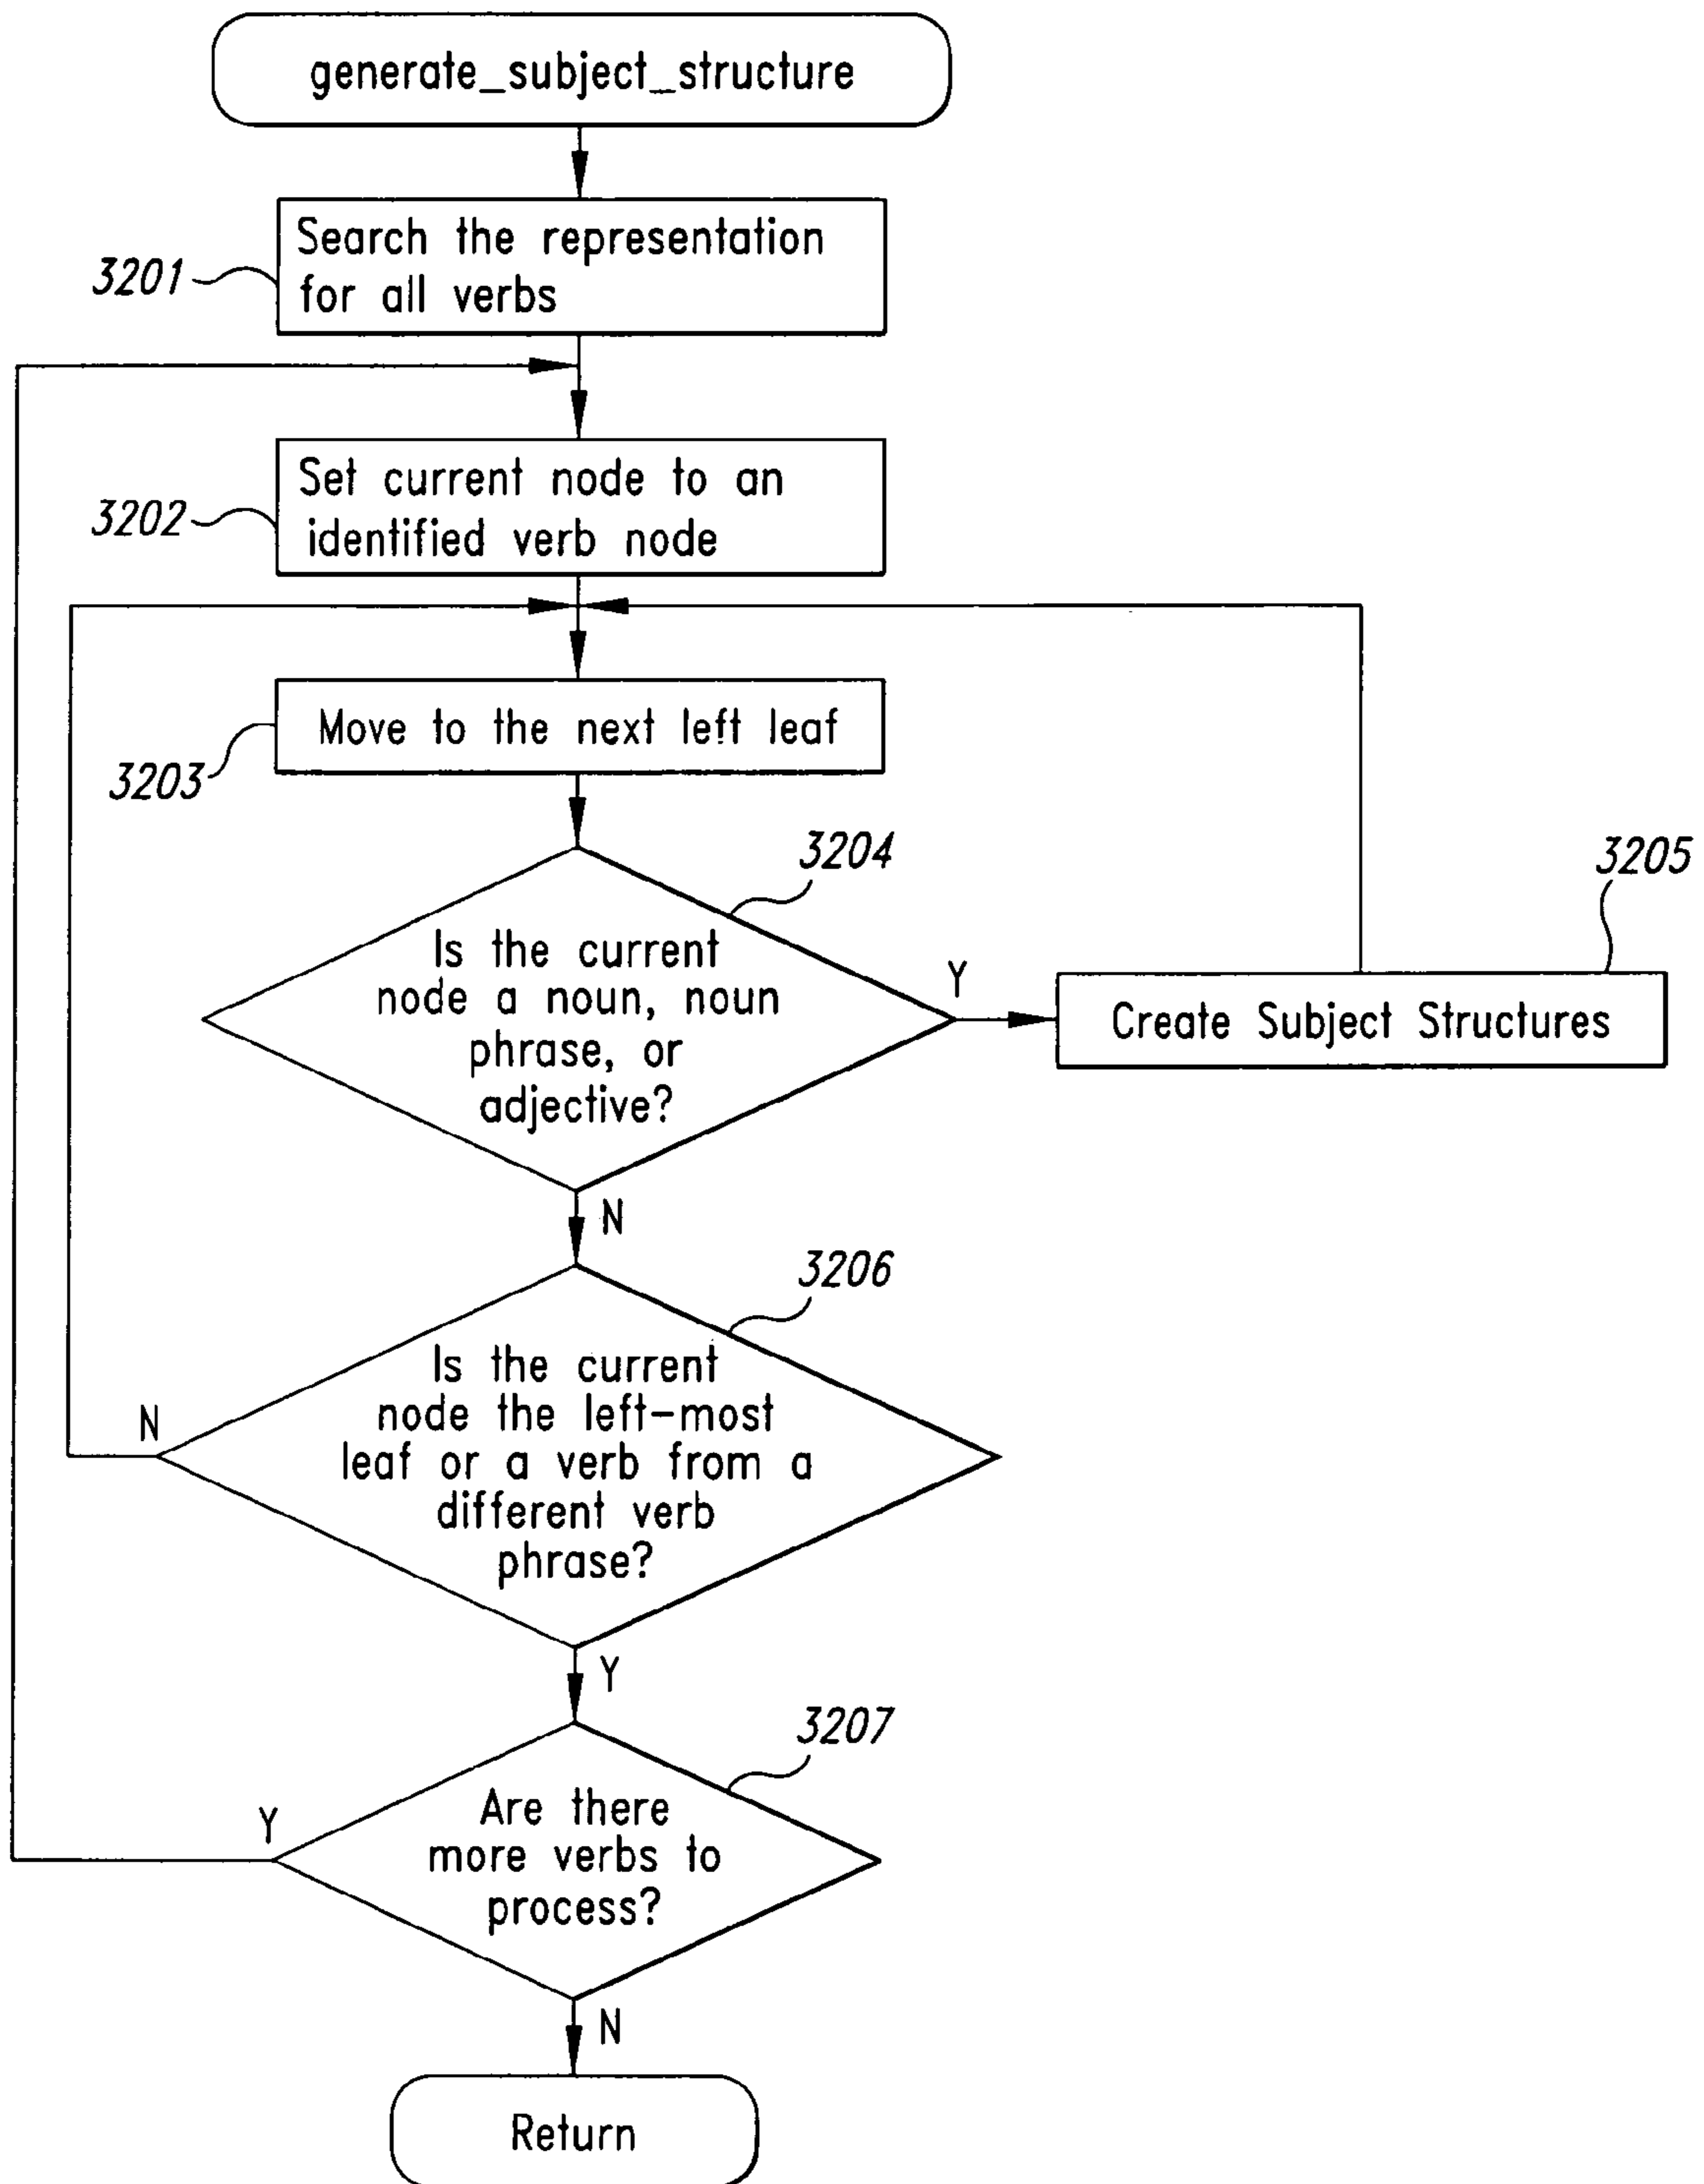 generate_subject_structure
Search the representation
for all verbs
3201
Set current node to an
identified verb node
3202
Move to the next left leaf
3203
3204
Is the current
node a noun, noun
phrase, or
adjective?
Y
3205
Create Subject Structures
N
3206
Is the current
node the left-most
leaf or a verb from a
different verb
phrase?
N
Y
3207
Are there
more verbs to
process?
Y
N
Return